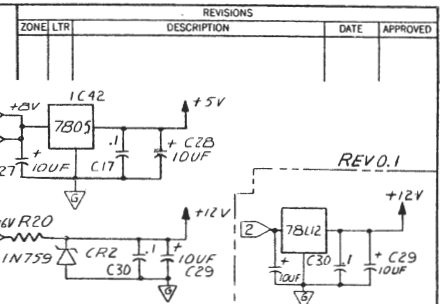 REVISIONS
ZONE LTR DESCRIPTION DATE APPROVED
+8V IC42 +5V
7805
.1 + C28
27 + 10UF C17 10UF
G
REV 0.1
6V R20 +12V +12V
2 78L12
1N759 CR2 C30 .1 + 10UF C29
G
+ 10UF C30 .1 + C29 10UF
G